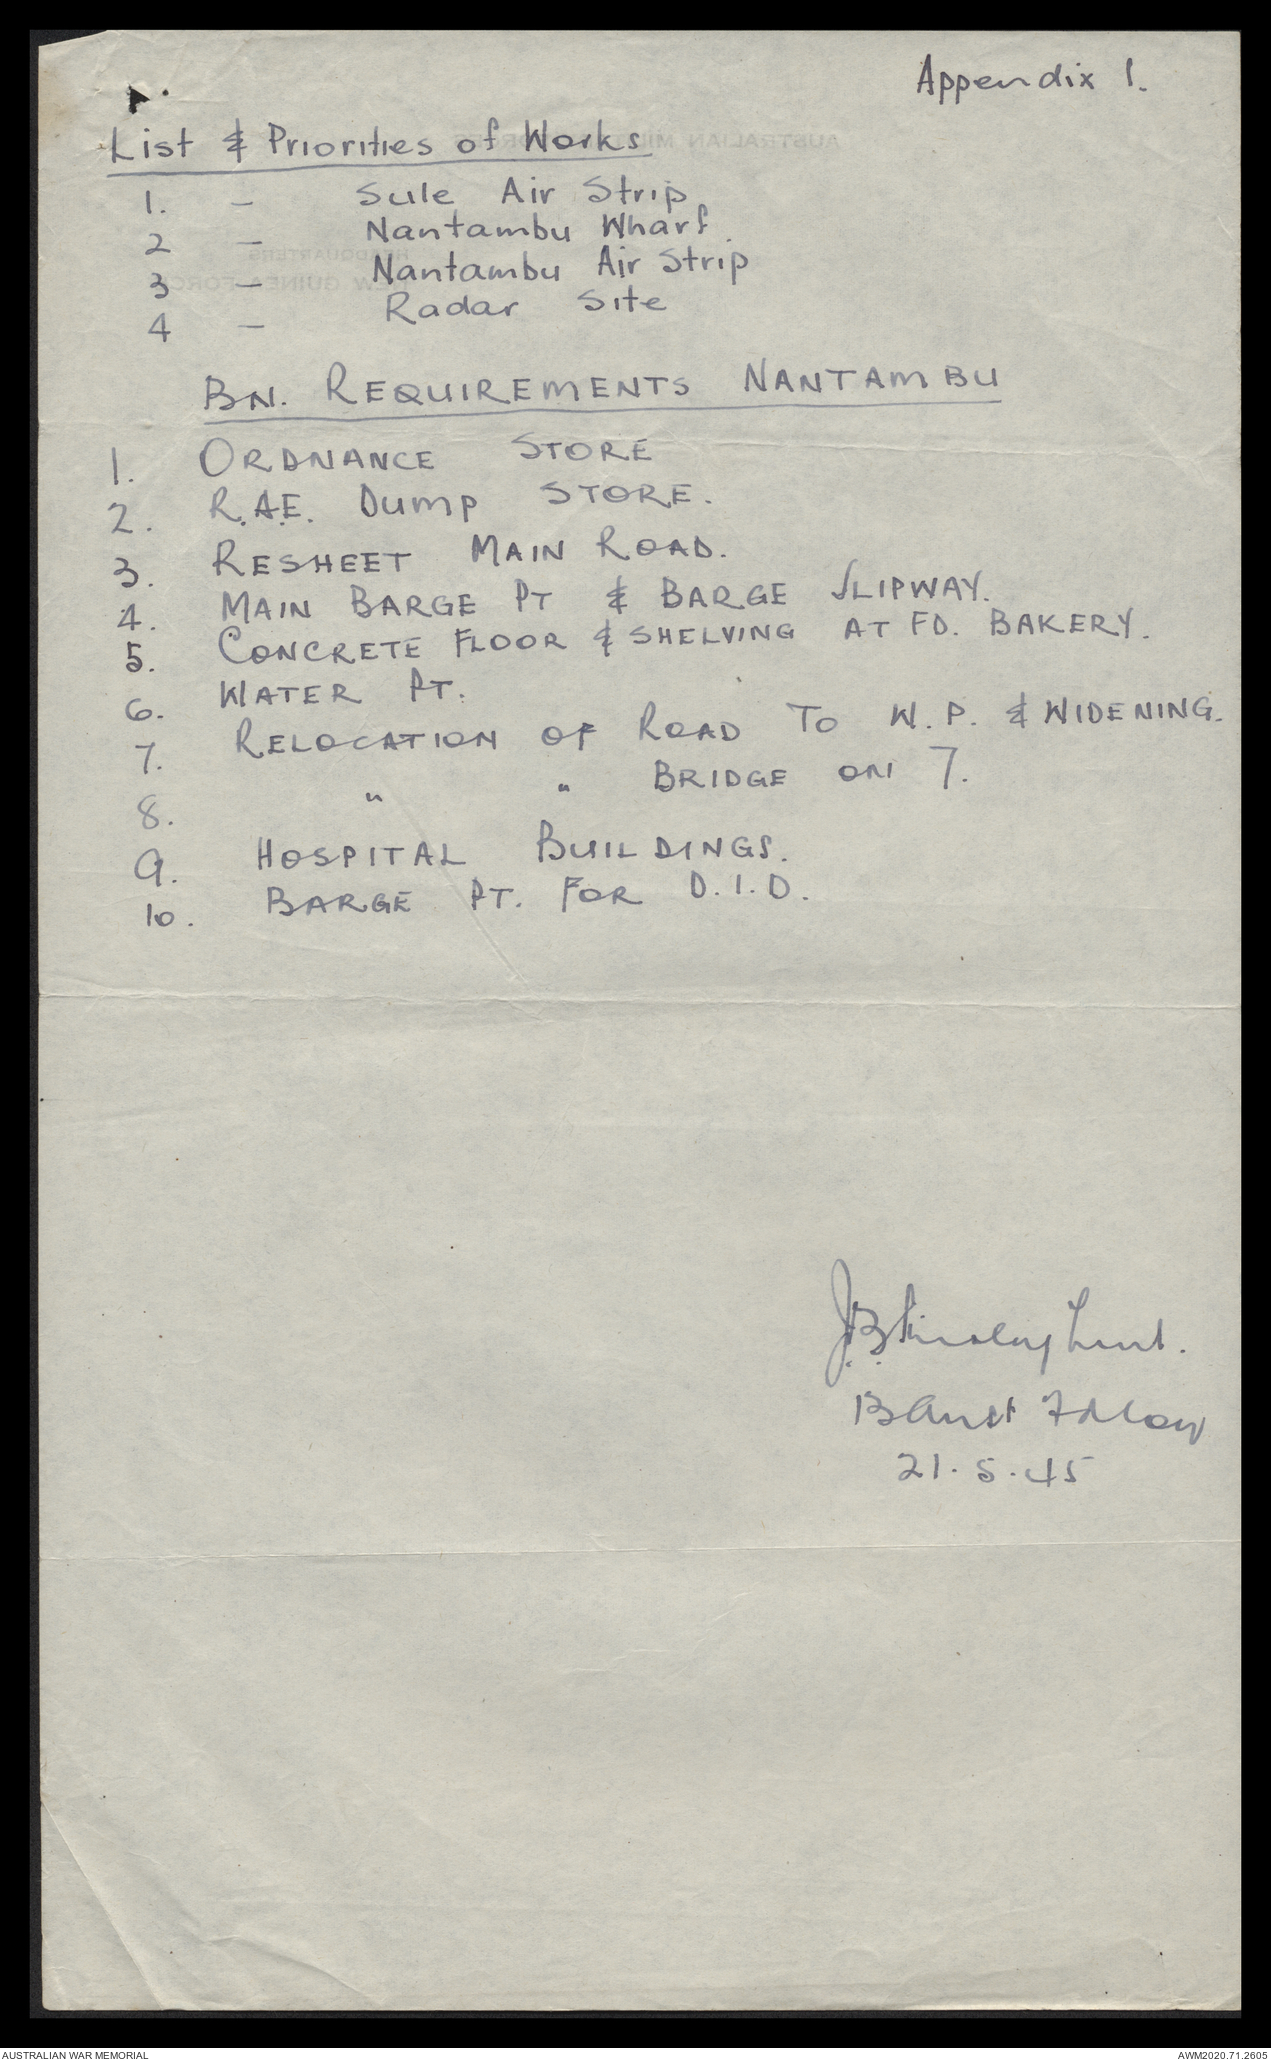 Appendix 1.
List & Priorities of Works
1. - Sule Air Strip
2 - Nantambu Wharf.
3 - Nantambu Air Strip
4 - Radar Site
BN. REQUIREMENTS NANTAMBU
1. ORDNANCE STORE
2. R.A.E. DUMP STORE.
3. RESHEET MAIN ROAD.
4. MAIN BARGE PT & BARGE SLIPWAY.
5. CONCRETE FLOOR & SHELVING AT FD. BAKERY.
6. WATER PT.
7. RELOCATION OF ROAD TO W.P. & WIDENING.
8. " " BRIDGE ON 7.
9. HOSPITAL BUILDINGS.
10. BARGE PT. FOR D.I.D.
J.B. Lieut.
B Aust Fd Coy
21.5.45
AUSTRALIAN WAR MEMORIAL
AWM2020.71.2605